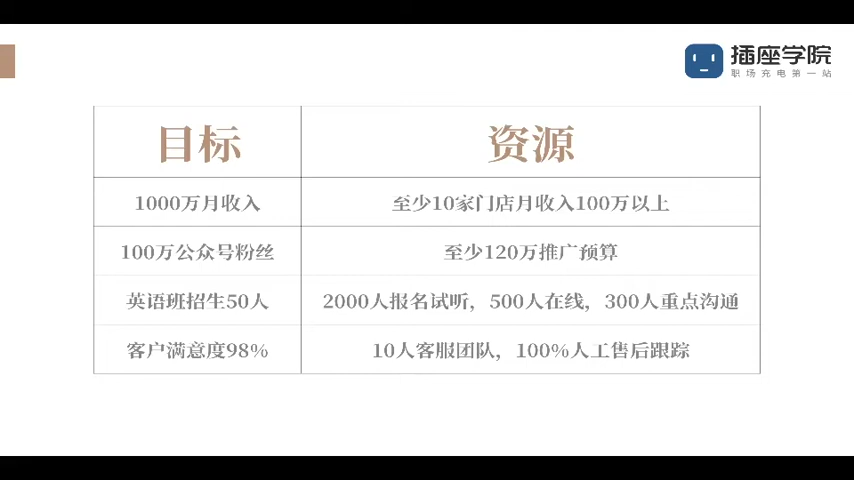 插座学院
职场充电第一站
目标 资源
1000万月收入 至少10家门店月收入100万以上
100万公众号粉丝 至少120万推广预算
英语班招生50人 2000人报名试听，500人在线，300人重点沟通
客户满意度98% 10人客服团队，100%人工售后跟踪